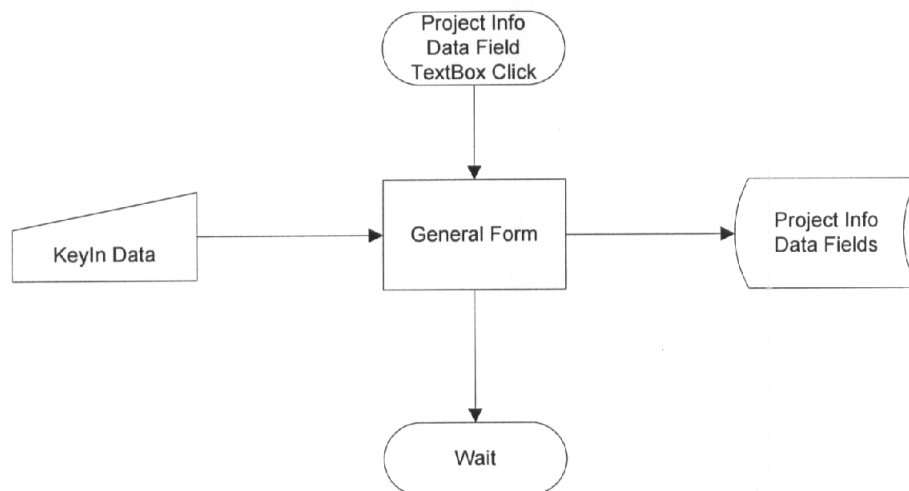 Project Info
Data Field
TextBox Click
KeyIn Data
General Form
Project Info
Data Fields
Wait